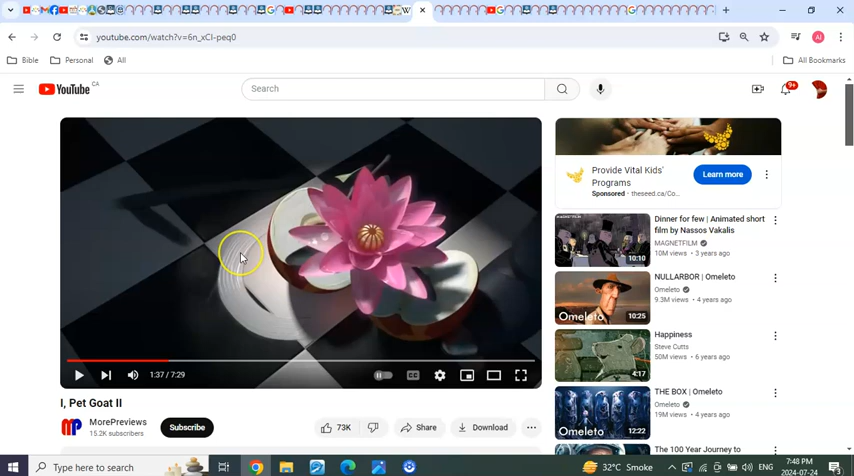 youtube.com/watch?v=6n_xCI-peq0
Bible
Personal
All
All Bookmarks
YouTube CA
Search
9+
Provide Vital Kids'
Programs
Sponsored · theseed.ca/Co...
Learn more
Dinner for few | Animated short
film by Nassos Vakalis
MAGNETFILM
10M views • 3 years ago
10:10
NULLARBOR | Omeleto
Omeleto
9.3M views • 4 years ago
Omeleto
10:25
Happiness
Steve Cutts
50M views • 6 years ago
4:17
THE BOX | Omeleto
Omeleto
19M views • 4 years ago
Omeleto
12:22
The 100 Year Journey to
1:37 / 7:29
CC
I, Pet Goat II
MorePreviews
15.2K subscribers
Subscribe
73K
Share
Download
Type here to search
32°C Smoke
ENG
7:48 PM
2024-07-24